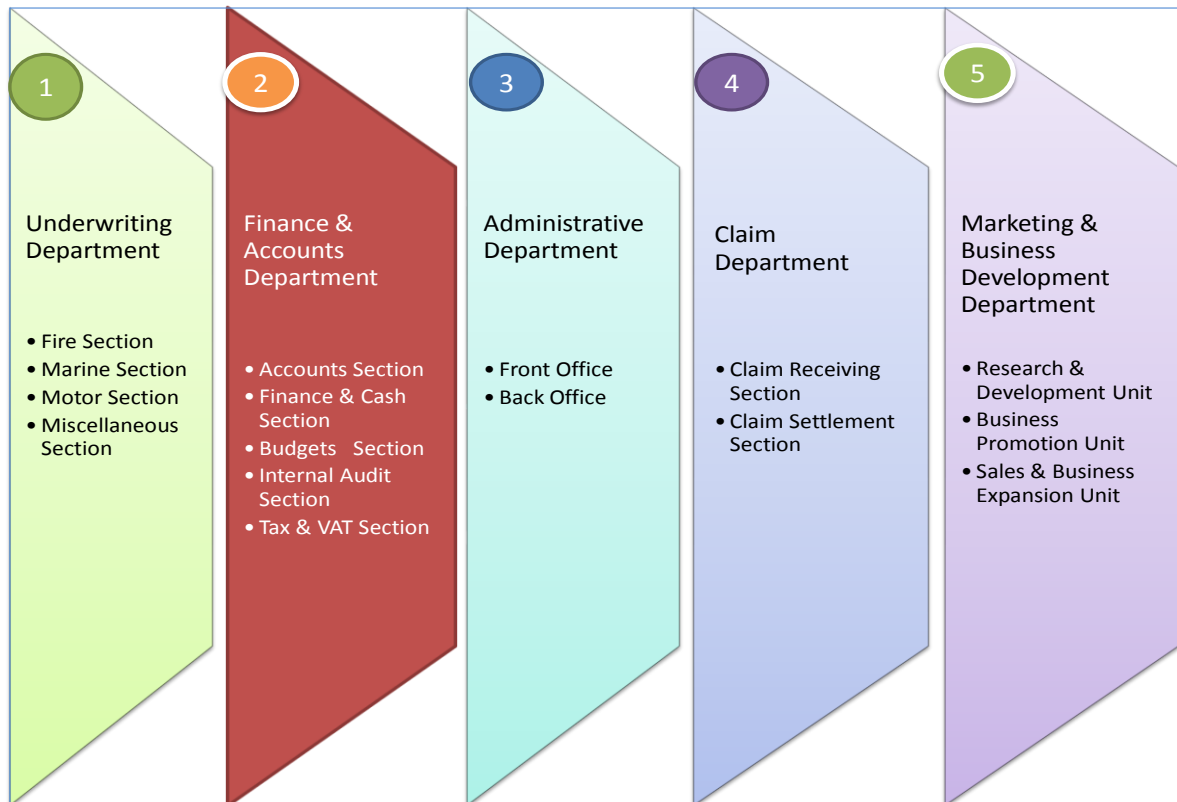 1
Underwriting
Department
• Fire Section
• Marine Section
• Motor Section
• Miscellaneous
Section
2
Finance &
Accounts
Department
• Accounts Section
• Finance & Cash
Section
• Budgets Section
• Internal Audit
Section
• Tax & VAT Section
3
Administrative
Department
• Front Office
• Back Office
4
Claim
Department
• Claim Receiving
Section
• Claim Settlement
Section
5
Marketing &
Business
Development
Department
• Research &
Development Unit
• Business
Promotion Unit
• Sales & Business
Expansion Unit